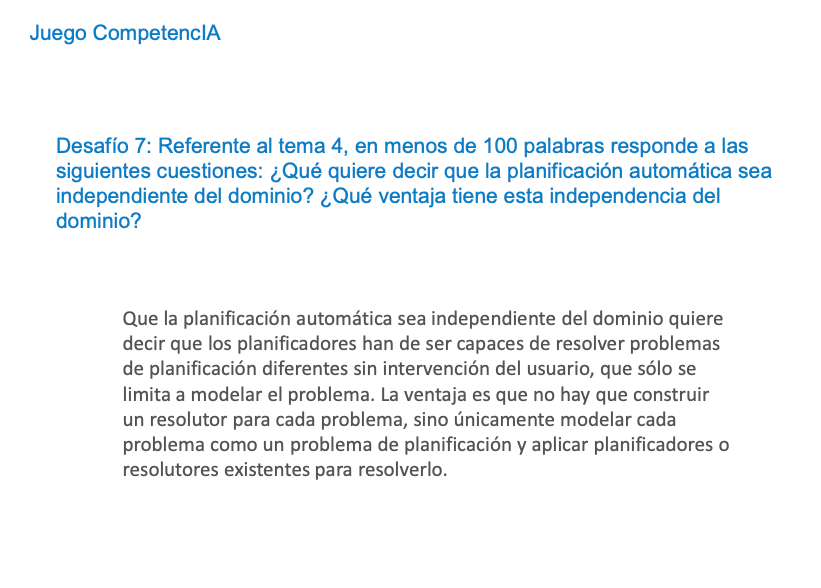 Juego CompetencIA
Desafío 7: Referente al tema 4, en menos de 100 palabras responde a las
siguientes cuestiones: ¿Qué quiere decir que la planificación automática sea
independiente del dominio? ¿Qué ventaja tiene esta independencia del
dominio?
Que la planificación automática sea independiente del dominio quiere
decir que los planificadores han de ser capaces de resolver problemas
de planificación diferentes sin intervención del usuario, que sólo se
limita a modelar el problema. La ventaja es que no hay que construir
un resolutor para cada problema, sino únicamente modelar cada
problema como un problema de planificación y aplicar planificadores o
resolutores existentes para resolverlo.